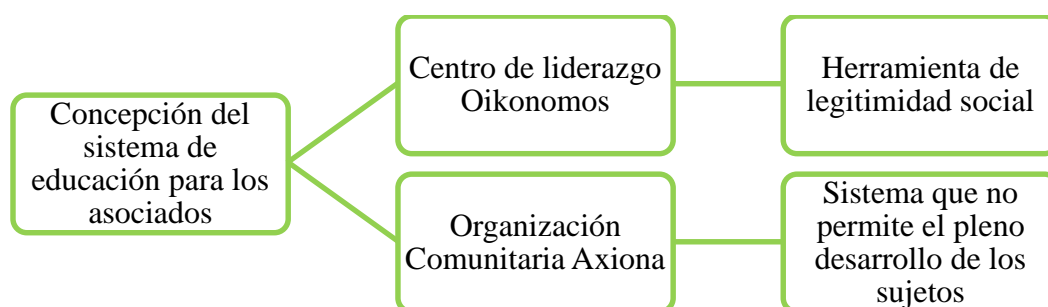 Concepción del
sistema de
educación para los
asociados
Centro de liderazgo
Oikonomos
Herramienta de
legitimidad social
Organización
Comunitaria Axiona
Sistema que no
permite el pleno
desarrollo de los
sujetos